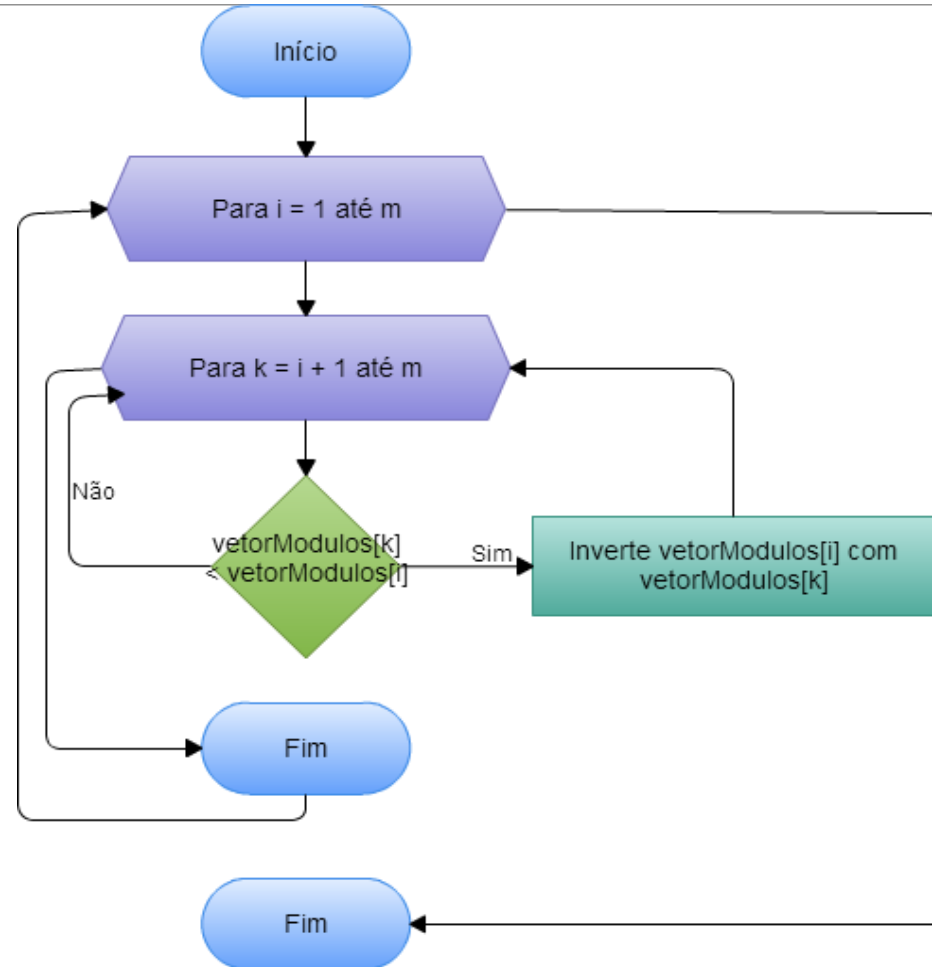 Início
Para i = 1 até m
Para k = i + 1 até m
Não
vetorModulos[k]
< vetorModulos[i]
Sim
Inverte vetorModulos[i] com
vetorModulos[k]
Fim
Fim